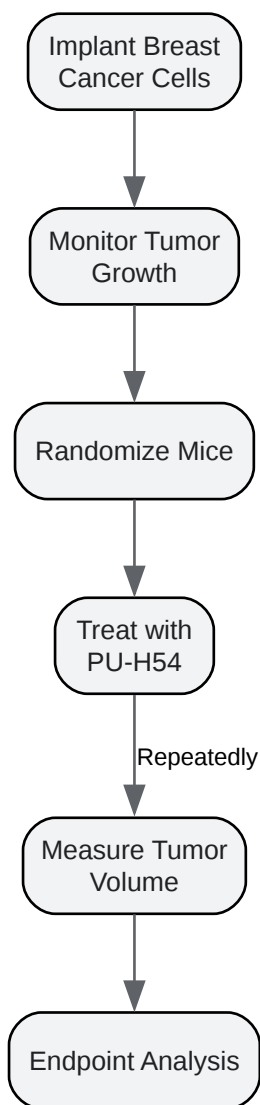 Implant Breast
Cancer Cells
Monitor Tumor
Growth
Randomize Mice
Treat with
PU-H54
Repeatedly
Measure Tumor
Volume
Endpoint Analysis